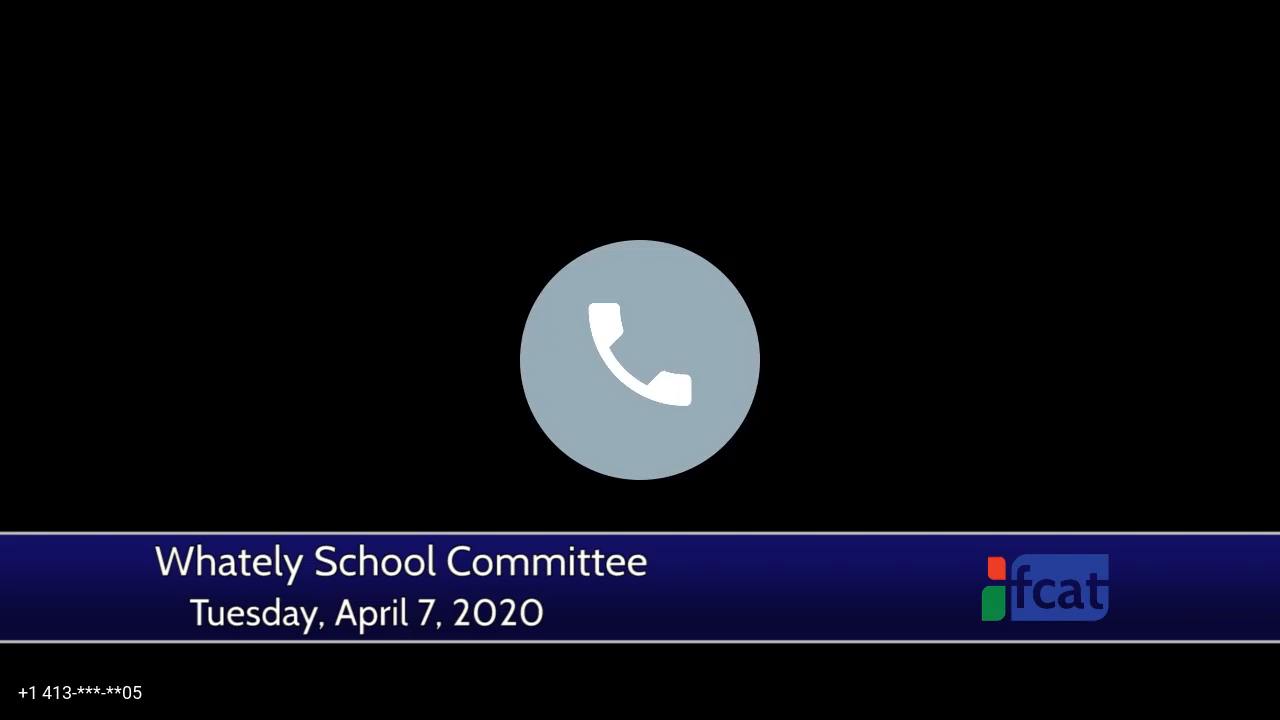 Whately School Committee
Tuesday, April 7, 2020
fcat
+1 413-***-**05